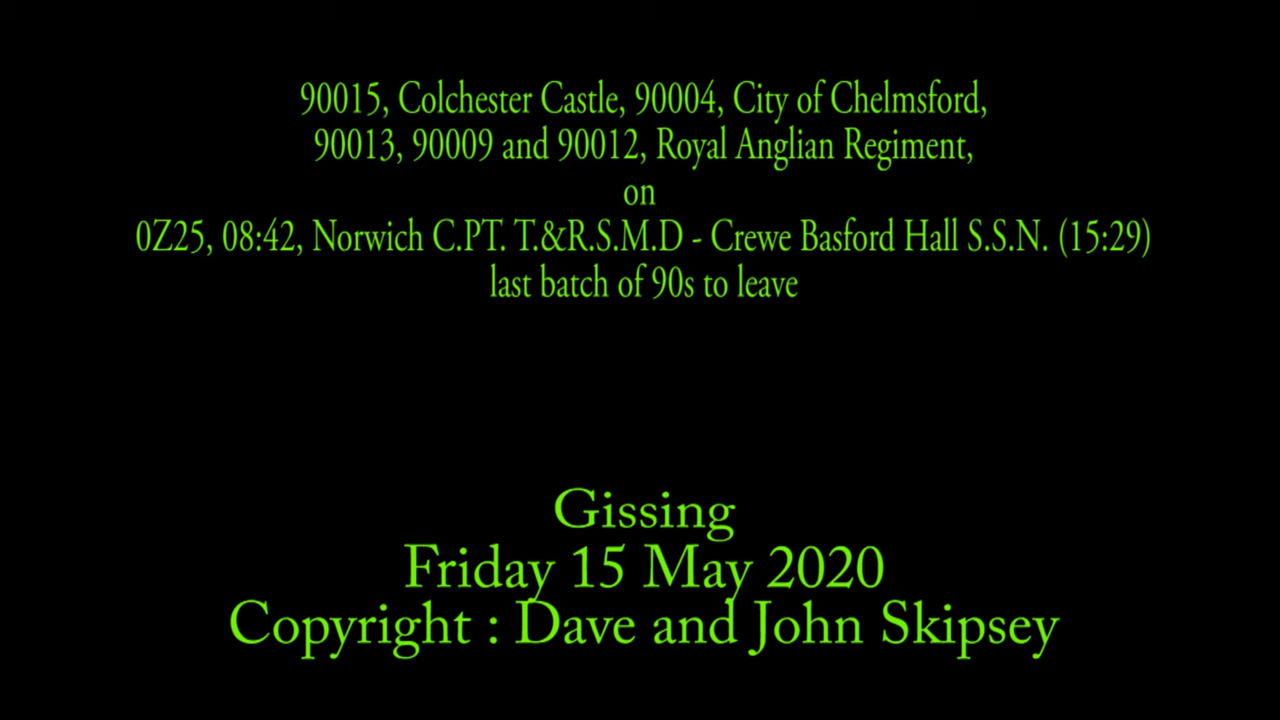 90015, Colchester Castle, 90004, City of Chelmsford,
90013, 90009 and 90012, Royal Anglian Regiment,
on
0Z25, 08:42, Norwich C.PT. T.&R.S.M.D - Crewe Basford Hall S.S.N. (15:29)
last batch of 90s to leave
Gissing
Friday 15 May 2020
Copyright : Dave and John Skipsey